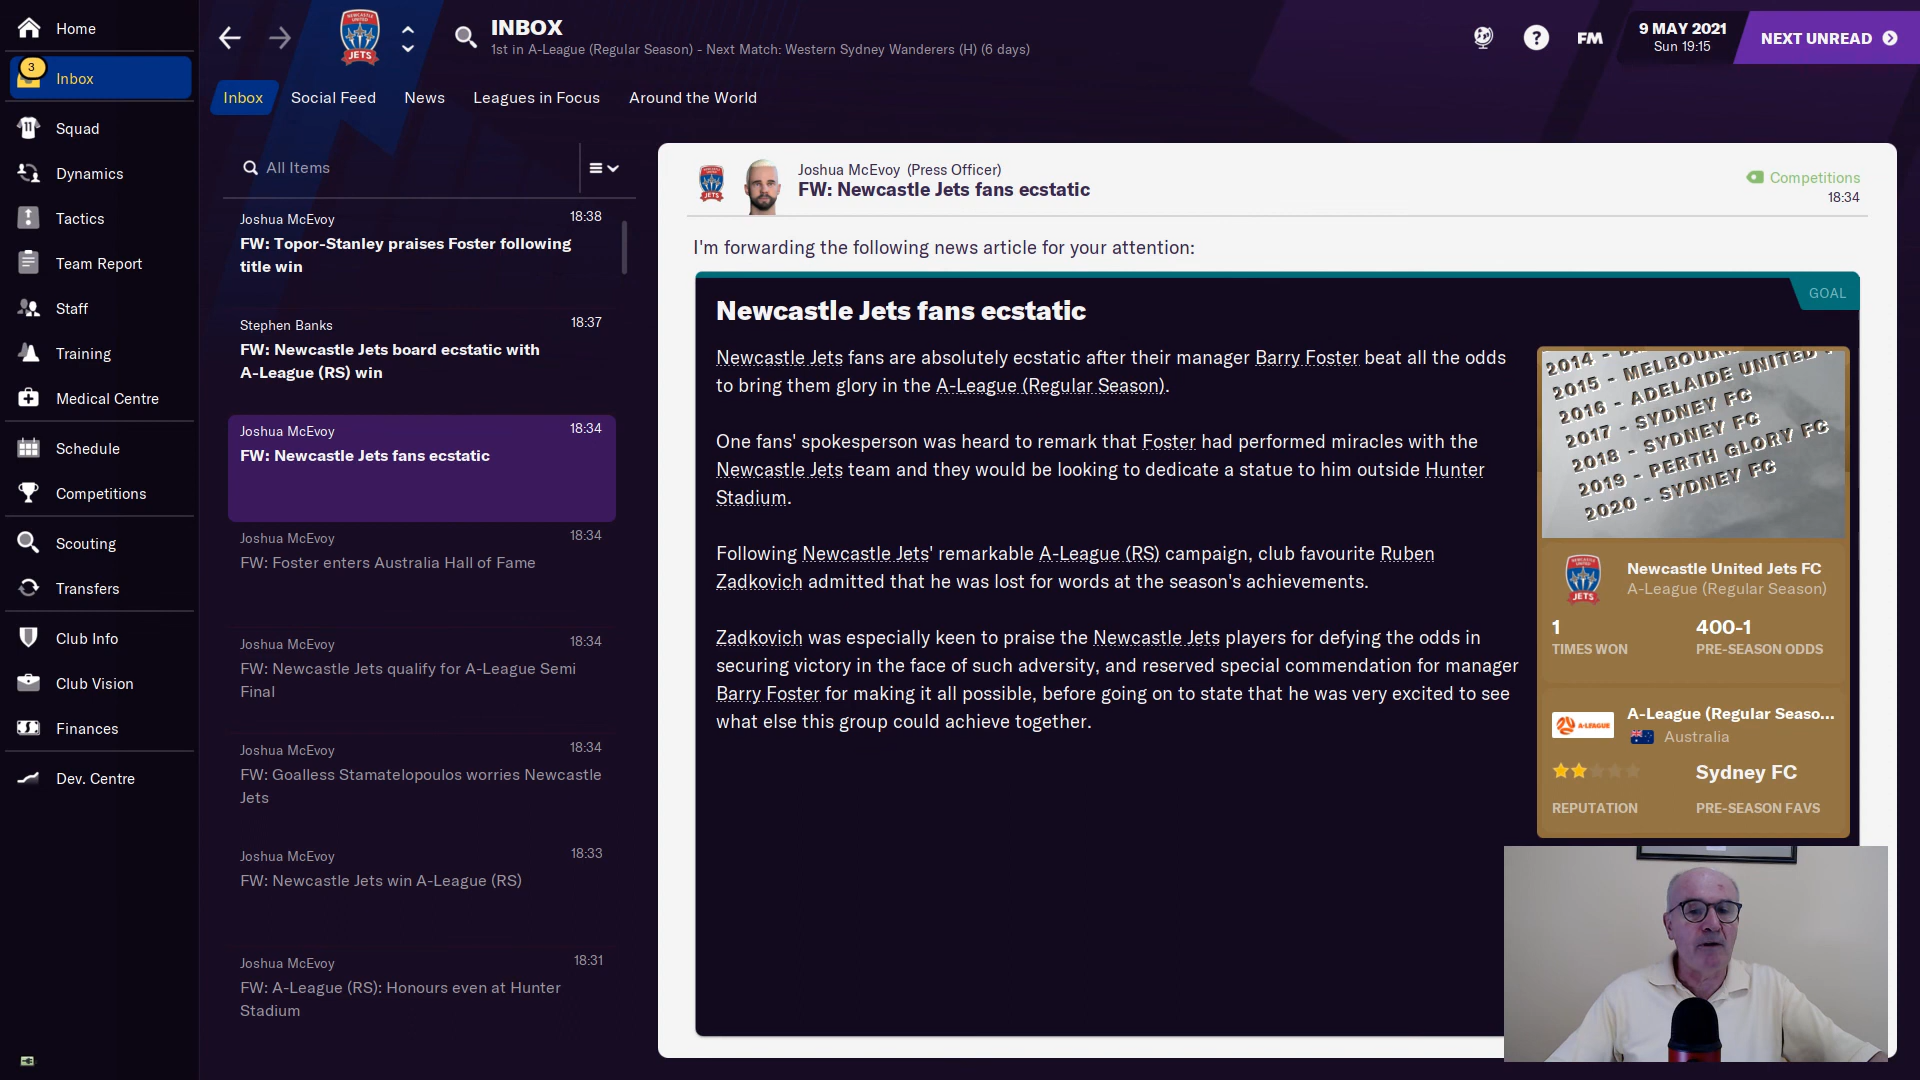 Home
3
Inbox
Squad
Dynamics
Tactics
Team Report
Staff
Training
Medical Centre
Schedule
Competitions
Scouting
Transfers
Club Info
Club Vision
Finances
Dev. Centre
JETS
INBOX
1st in A-League (Regular Season) - Next Match: Western Sydney Wanderers (H) (6 days)
FM
9 MAY 2021
Sun 19:15
NEXT UNREAD
Inbox
Social Feed
News
Leagues in Focus
Around the World
All Items
Joshua McEvoy
18:38
FW: Topor-Stanley praises Foster following
title win
Stephen Banks
18:37
FW: Newcastle Jets board ecstatic with
A-League (RS) win
Joshua McEvoy
18:34
FW: Newcastle Jets fans ecstatic
Joshua McEvoy
18:34
FW: Foster enters Australia Hall of Fame
Joshua McEvoy
18:34
FW: Newcastle Jets qualify for A-League Semi
Final
Joshua McEvoy
18:34
FW: Goalless Stamatelopoulos worries Newcastle
Jets
Joshua McEvoy
18:33
FW: Newcastle Jets win A-League (RS)
Joshua McEvoy
18:31
FW: A-League (RS): Honours even at Hunter
Stadium
Joshua McEvoy (Press Officer)
FW: Newcastle Jets fans ecstatic
Competitions
18:34
I'm forwarding the following news article for your attention:
GOAL
Newcastle Jets fans ecstatic
Newcastle Jets fans are absolutely ecstatic after their manager Barry Foster beat all the odds
to bring them glory in the A-League (Regular Season).
One fans' spokesperson was heard to remark that Foster had performed miracles with the
Newcastle Jets team and they would be looking to dedicate a statue to him outside Hunter
Stadium.
Following Newcastle Jets' remarkable A-League (RS) campaign, club favourite Ruben
Zadkovich admitted that he was lost for words at the season's achievements.
Zadkovich was especially keen to praise the Newcastle Jets players for defying the odds in
securing victory in the face of such adversity, and reserved special commendation for manager
Barry Foster for making it all possible, before going on to state that he was very excited to see
what else this group could achieve together.
2014 -
2015 - MELBOURN
2016 - ADELAIDE UNITED
2017 - SYDNEY FC
2018 - SYDNEY FC
2019 - PERTH GLORY FC
2020 - SYDNEY FC
JETS
Newcastle United Jets FC
A-League (Regular Season)
1
TIMES WON
400-1
PRE-SEASON ODDS
A-LEAGUE
A-League (Regular Seaso...
Australia
REPUTATION
Sydney FC
PRE-SEASON FAVS